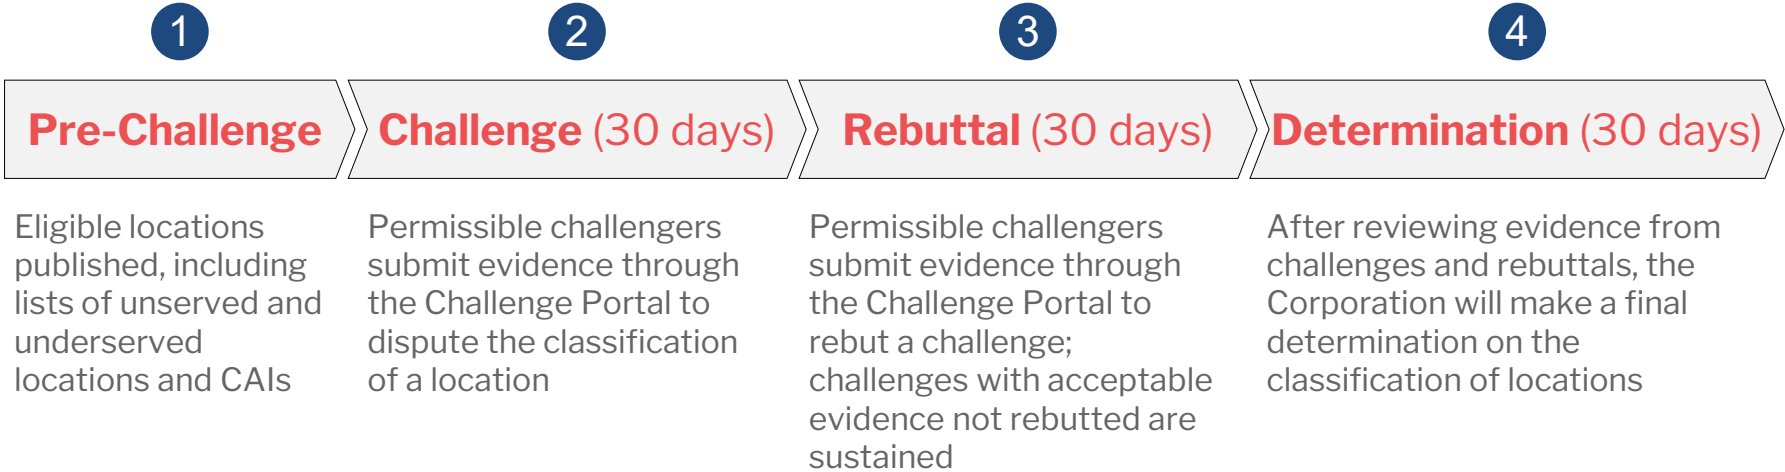 1
Pre-Challenge
Eligible locations
published, including
lists of unserved and
underserved
locations and CAIs
2
Challenge (30 days)
Permissible challengers
submit evidence through
the Challenge Portal to
dispute the classification
of a location
3
Rebuttal (30 days)
Permissible challengers
submit evidence through
the Challenge Portal to
rebut a challenge;
challenges with acceptable
evidence not rebutted are
sustained
4
Determination (30 days)
After reviewing evidence from
challenges and rebuttals, the
Corporation will make a final
determination on the
classification of locations